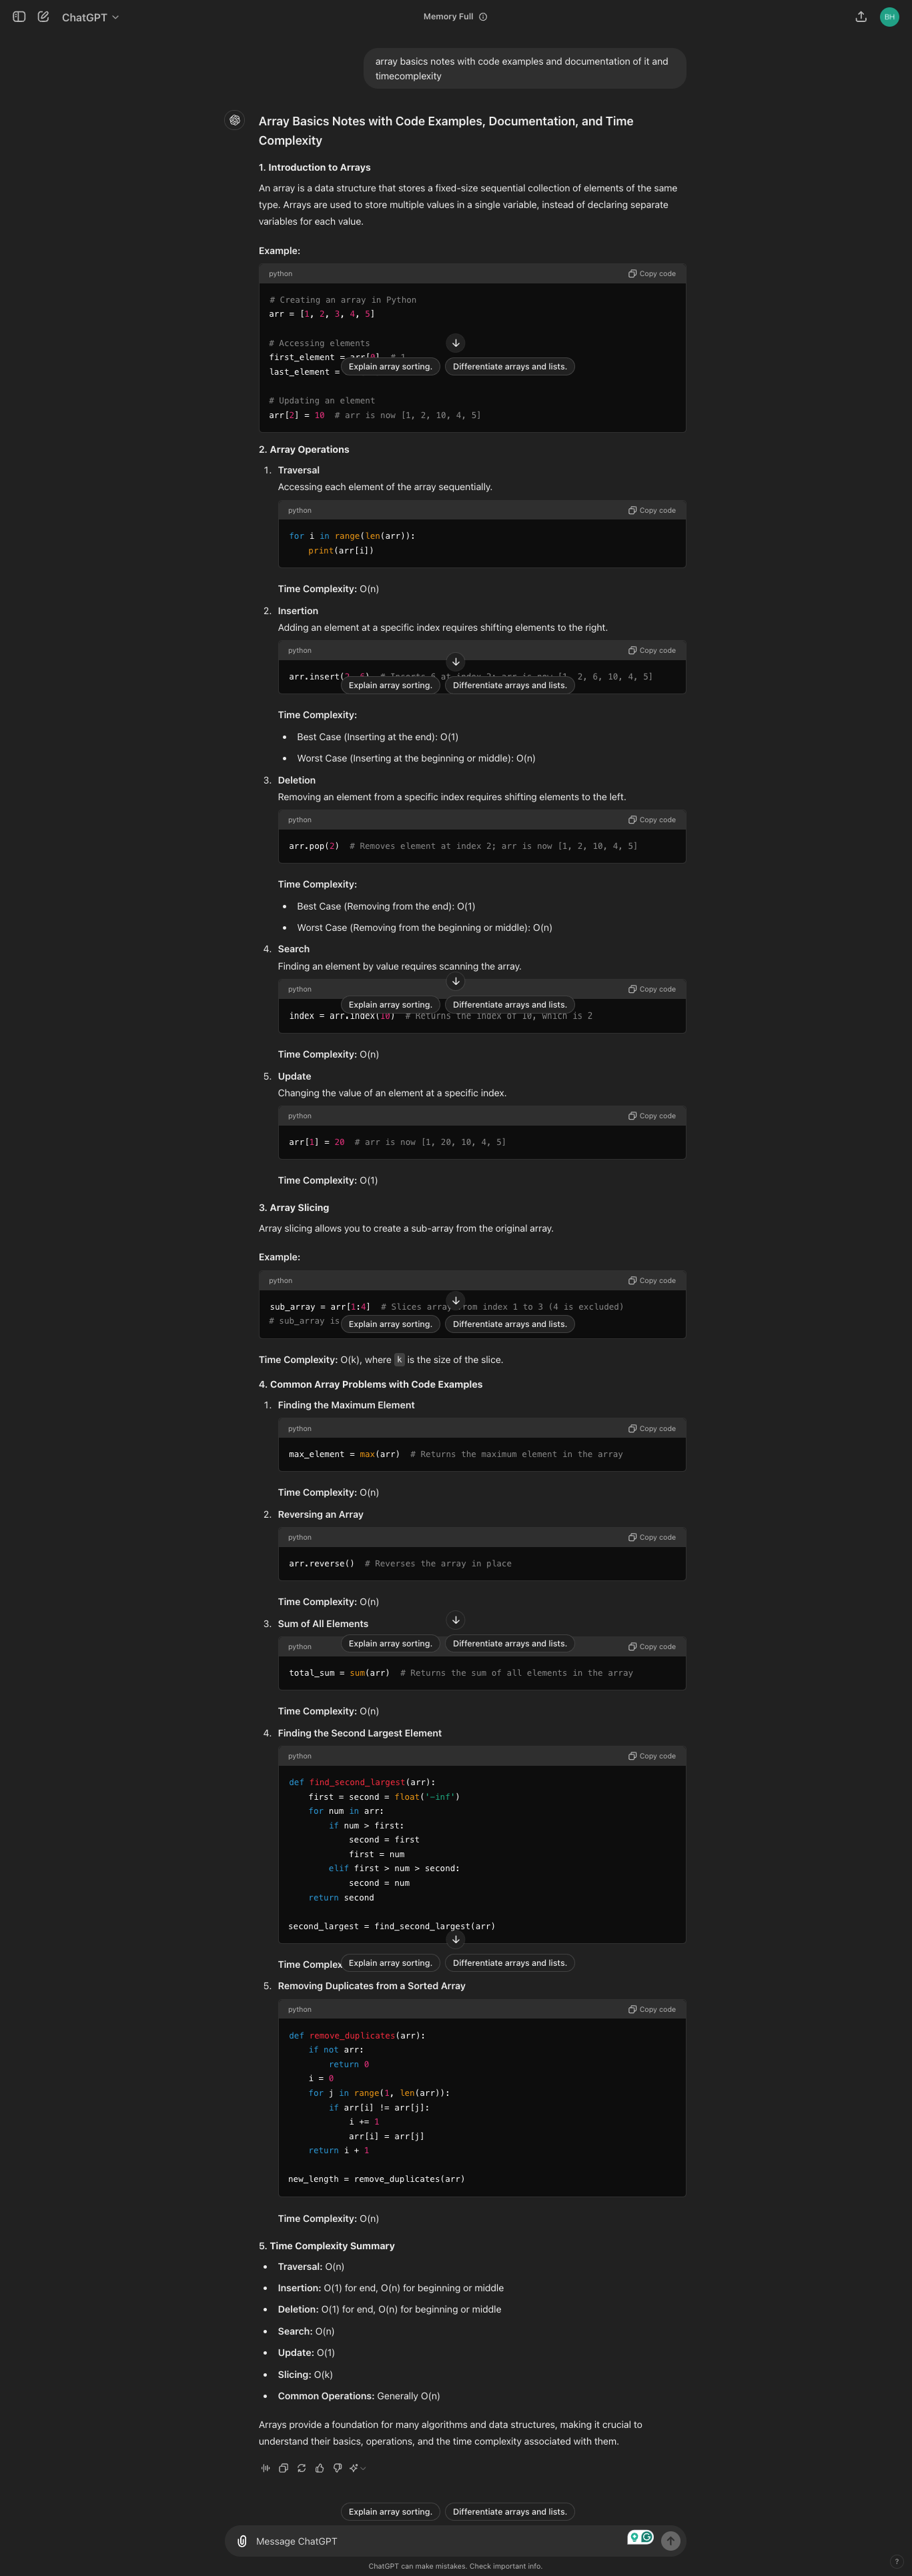 ChatGPT
Memory Full
BH
array basics notes with code examples and documentation of it and
timecomplexity
Array Basics Notes with Code Examples, Documentation, and Time
Complexity
1. Introduction to Arrays
An array is a data structure that stores a fixed-size sequential collection of elements of the same
type. Arrays are used to store multiple values in a single variable, instead of declaring separate
variables for each value.
Example:
python Copy code
# Creating an array in Python
arr = [1, 2, 3, 4, 5]
# Accessing elements
first_element = arr[0] # 1
last_element =
Explain array sorting. Differentiate arrays and lists.
# Updating an element
arr[2] = 10 # arr is now [1, 2, 10, 4, 5]
2. Array Operations
1. Traversal
Accessing each element of the array sequentially.
python Copy code
for i in range(len(arr)):
print(arr[i])
Time Complexity: O(n)
2. Insertion
Adding an element at a specific index requires shifting elements to the right.
python Copy code
arr.insert(2, 6) # Inserts 6 at index 2; arr is now [1, 2, 6, 10, 4, 5]
Explain array sorting. Differentiate arrays and lists.
Time Complexity:
• Best Case (Inserting at the end): O(1)
• Worst Case (Inserting at the beginning or middle): O(n)
3. Deletion
Removing an element from a specific index requires shifting elements to the left.
python Copy code
arr.pop(2) # Removes element at index 2; arr is now [1, 2, 10, 4, 5]
Time Complexity:
• Best Case (Removing from the end): O(1)
• Worst Case (Removing from the beginning or middle): O(n)
4. Search
Finding an element by value requires scanning the array.
python Copy code
Explain array sorting. Differentiate arrays and lists.
index = arr.index(10) # Returns the index of 10, which is 2
Time Complexity: O(n)
5. Update
Changing the value of an element at a specific index.
python Copy code
arr[1] = 20 # arr is now [1, 20, 10, 4, 5]
Time Complexity: O(1)
3. Array Slicing
Array slicing allows you to create a sub-array from the original array.
Example:
python Copy code
sub_array = arr[1:4] # Slices array from index 1 to 3 (4 is excluded)
# sub_array is
Explain array sorting. Differentiate arrays and lists.
Time Complexity: O(k), where k is the size of the slice.
4. Common Array Problems with Code Examples
1. Finding the Maximum Element
python Copy code
max_element = max(arr) # Returns the maximum element in the array
Time Complexity: O(n)
2. Reversing an Array
python Copy code
arr.reverse() # Reverses the array in place
Time Complexity: O(n)
3. Sum of All Elements
python Copy code
Explain array sorting. Differentiate arrays and lists.
total_sum = sum(arr) # Returns the sum of all elements in the array
Time Complexity: O(n)
4. Finding the Second Largest Element
python Copy code
def find_second_largest(arr):
first = second = float('-inf')
for num in arr:
if num > first:
second = first
first = num
elif first > num > second:
second = num
return second
second_largest = find_second_largest(arr)
Time
Explain array sorting. Differentiate arrays and lists.
5. Removing Duplicates from a Sorted Array
python Copy code
def remove_duplicates(arr):
if not arr:
return 0
i = 0
for j in range(1, len(arr)):
if arr[i] != arr[j]:
i += 1
arr[i] = arr[j]
return i + 1
new_length = remove_duplicates(arr)
Time Complexity: O(n)
5. Time Complexity Summary
• Traversal: O(n)
• Insertion: O(1) for end, O(n) for beginning or middle
• Deletion: O(1) for end, O(n) for beginning or middle
• Search: O(n)
• Update: O(1)
• Slicing: O(k)
• Common Operations: Generally O(n)
Arrays provide a foundation for many algorithms and data structures, making it crucial to
understand their basics, operations, and the time complexity associated with them.
Explain array sorting. Differentiate arrays and lists.
Message ChatGPT
ChatGPT can make mistakes. Check important info.
?